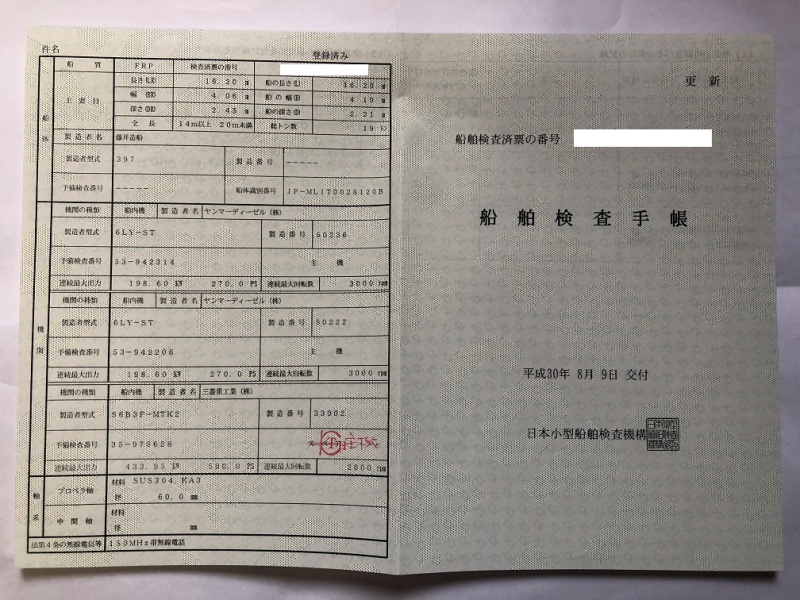 件名
登録済み
船体
船質 FRP 検査済票の番号
主要目 長さ(LR) 16.20 m 船の長さ(L) 16.20 m
幅(BR) 4.06 m 船の幅(B) 4.10 m
深さ(DR) 2.43 m 船の深さ(D) 2.21 m
全長 14m以上 20m未満 総トン数 19 トン
製造者名 藤井造船
製造者型式 397 製造番号 -----
予備検査番号 ----- 船体識別番号 JP-MLIT0028120B
機関
機関の種類 船内機 製造者名 ヤンマーディーゼル(株)
製造者型式 6LY-ST 製造番号 50236
予備検査番号 53-942314 主機
連続最大出力 198.60 kW 270.0 PS 連続最大回転数 3000 rpm
機関の種類 船内機 製造者名 ヤンマーディーゼル(株)
製造者型式 6LY-ST 製造番号 50222
予備検査番号 53-942206 主機
連続最大出力 198.60 kW 270.0 PS 連続最大回転数 3000 rpm
機関の種類 船内機 製造者名 三菱重工業(株)
製造者型式 S6B3F-MTK2 製造番号 33002
予備検査番号 35-978628
連続最大出力 433.95 kW 590.0 PS 連続最大回転数 2000 rpm
軸系
プロペラ軸 材料 SUS304.KA3
径 60.0 mm
中間軸 材料
径 mm
法第4条の無線電信等 150MHz帯無線電話
更新
船舶検査済票の番号
船舶検査手帳
平成30年 8月 9日 交付
日本小型船舶検査機構